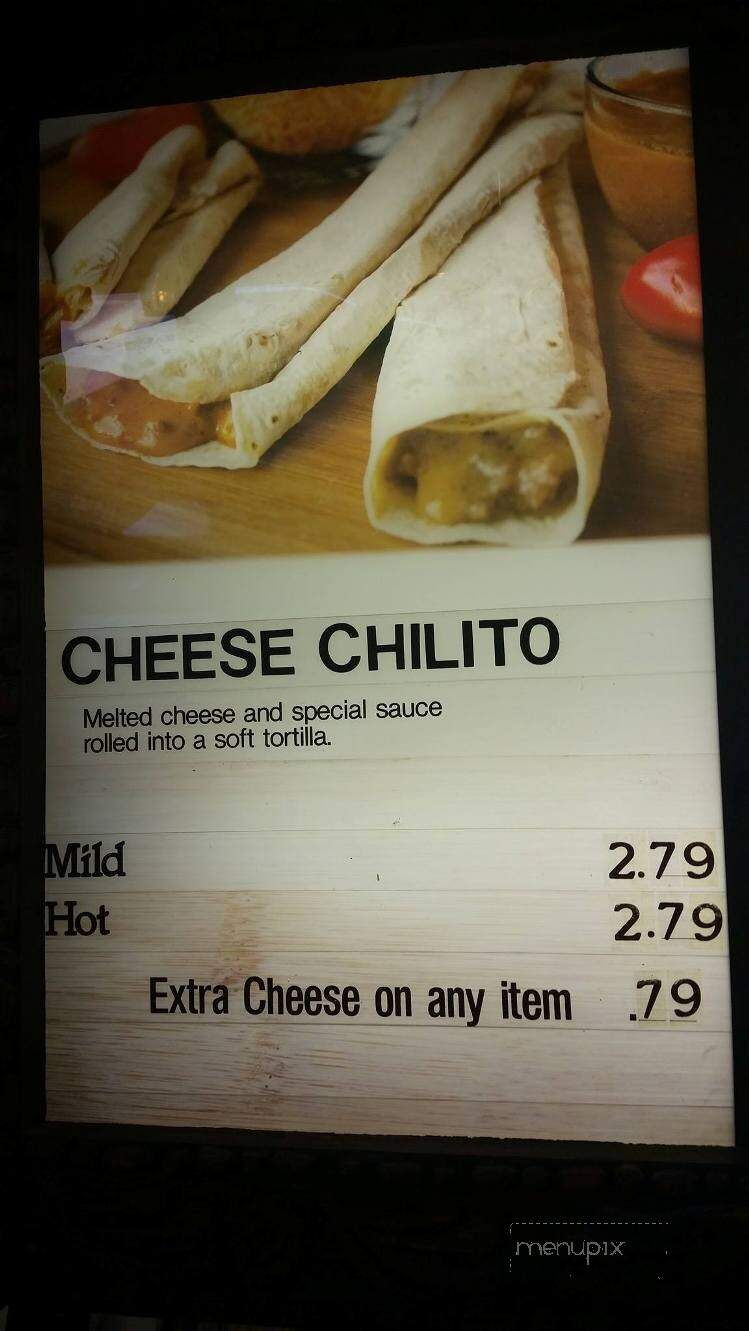 CHEESE CHILITO
Melted cheese and special sauce
rolled into a soft tortilla.
Mild 2.79
Hot 2.79
Extra Cheese on any item .79
menupix